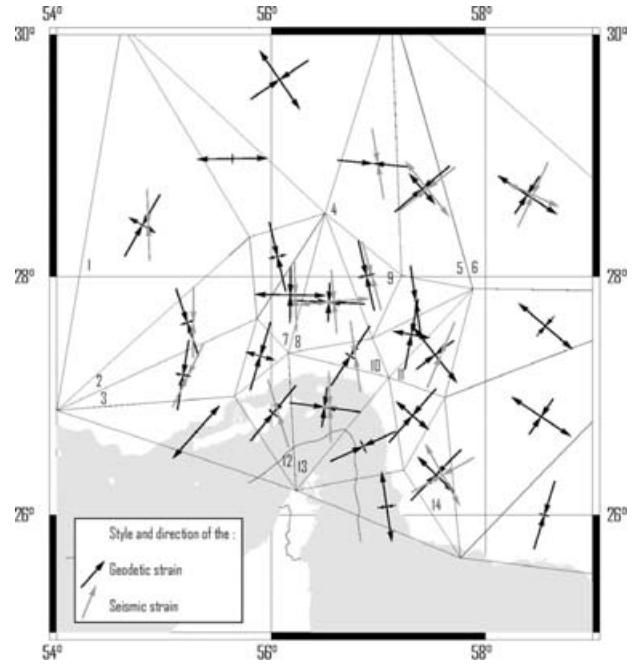 54° 56° 58°
30° 30°
4
28° 1 9 5 6 28°
7 8
2 10 11
3
12 13
26° 14 26°
Style and direction of the :
Geodetic strain
Seismic strain
54° 56° 58°